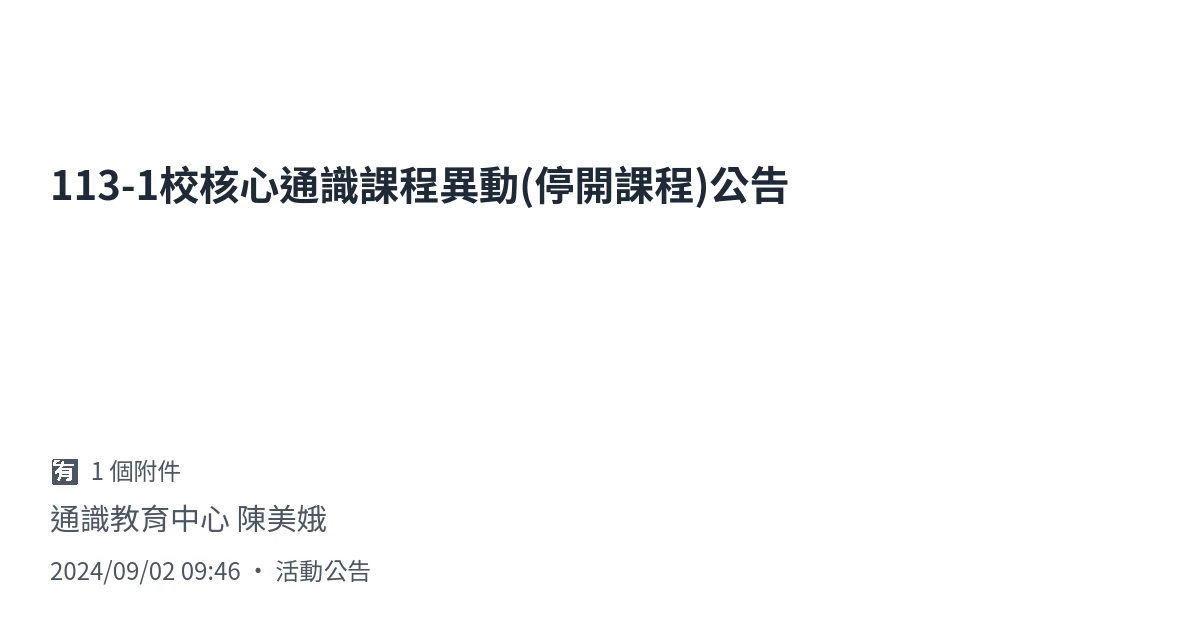 113-1校核心通識課程異動(停開課程)公告
🈶 1 個附件
通識教育中心 陳美娥
2024/09/02 09:46 • 活動公告